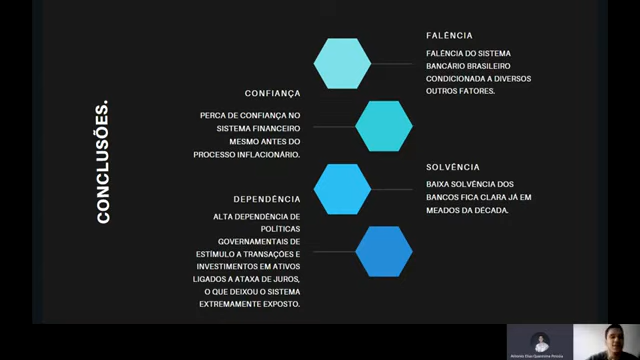 CONCLUSÕES.
FALÊNCIA
FALÊNCIA DO SISTEMA
BANCÁRIO BRASILEIRO
CONDICIONADA A DIVERSOS
OUTROS FATORES.
CONFIANÇA
PERCA DE CONFIANÇA NO
SISTEMA FINANCEIRO
MESMO ANTES DO
PROCESSO INFLACIONÁRIO.
SOLVÊNCIA
BAIXA SOLVÊNCIA DOS
BANCOS FICA CLARA JÁ EM
MEADOS DA DÉCADA.
DEPENDÊNCIA
ALTA DEPENDÊNCIA DE
POLÍTICAS
GOVERNAMENTAIS DE
ESTÍMULO A TRANSAÇÕES E
INVESTIMENTOS EM ATIVOS
LIGADOS A ATAXA DE JUROS,
O QUE DEIXOU O SISTEMA
EXTREMAMENTE EXPOSTO.